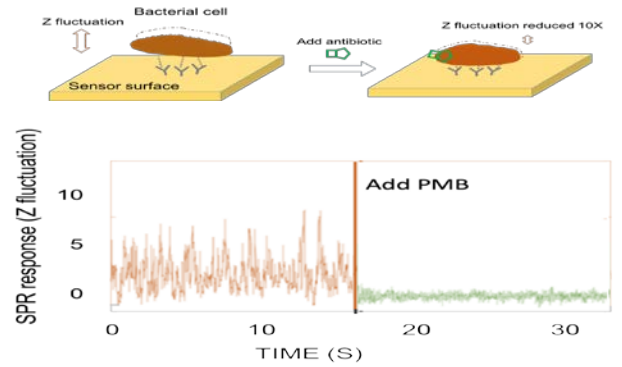 Bacterial cell
Z fluctuation
Sensor surface
Add antibiotic
Z fluctuation reduced 10X
SPR response (Z fluctuation)
10
5
0
Add PMB
0
10
20
30
TIME (S)